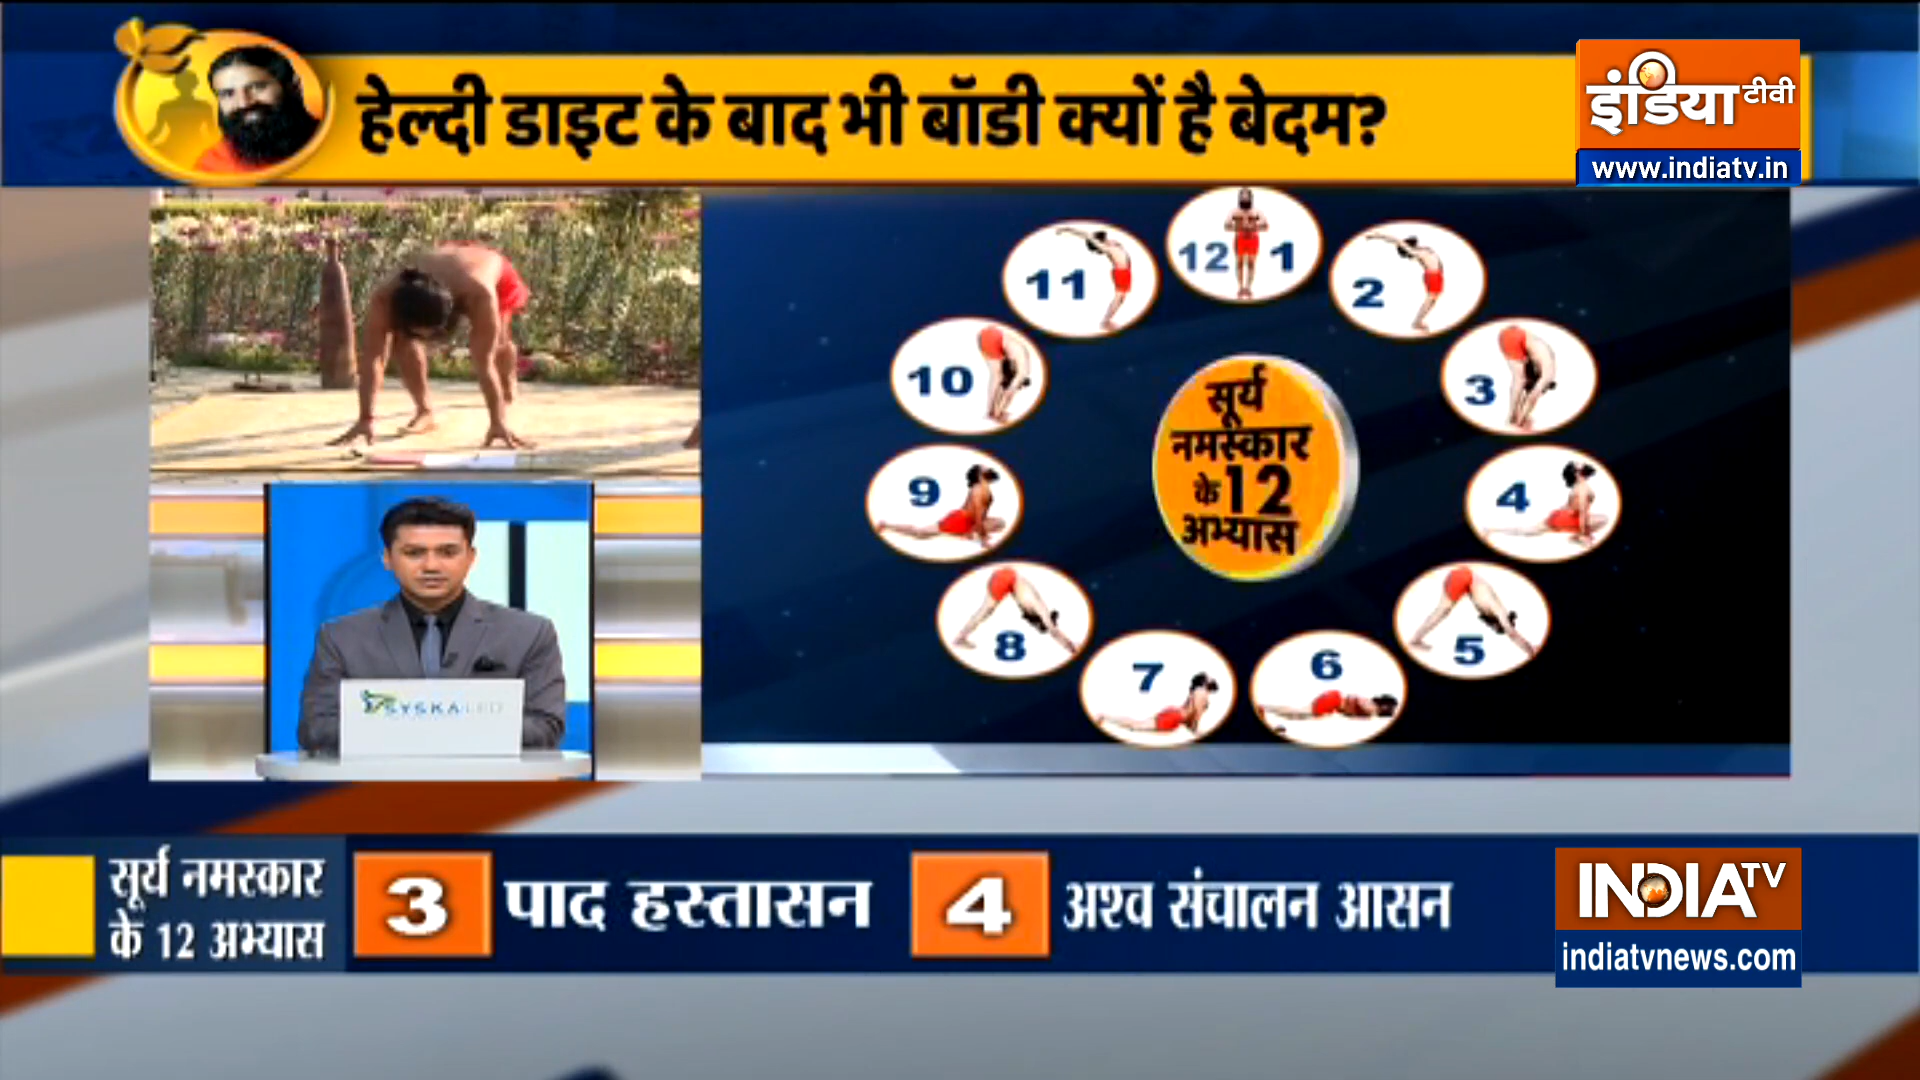 हेल्दी डाइट के बाद भी बॉडी क्यों है बेदम?
इंडिया टीवी
www.indiatv.in
12 1
11
2
10
3
9
4
8
5
7
6
सूर्य
नमस्कार
के 12
अभ्यास
SYSKA LED
सूर्य नमस्कार
के 12 अभ्यास
3 पाद हस्तासन
4 अश्व संचालन आसन
INDIA TV
indiatvnews.com